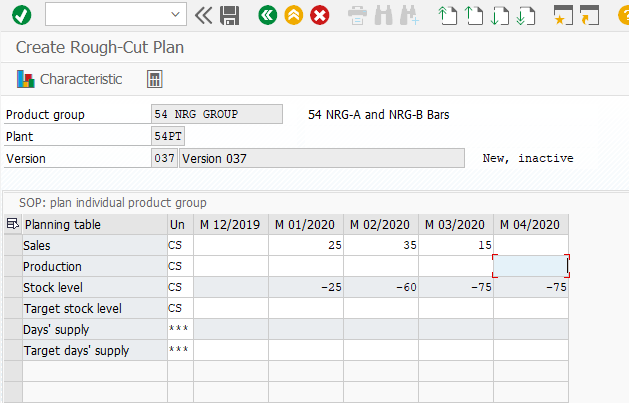 Create Rough-Cut Plan
Characteristic
Product group 54 NRG GROUP 54 NRG-A and NRG-B Bars
Plant 54PT
Version 037 Version 037 New, inactive
SOP: plan individual product group
Planning table Un M 12/2019 M 01/2020 M 02/2020 M 03/2020 M 04/2020
Sales CS 25 35 15
Production CS
Stock level CS -25 -60 -75 -75
Target stock level CS
Days' supply ***
Target days' supply ***